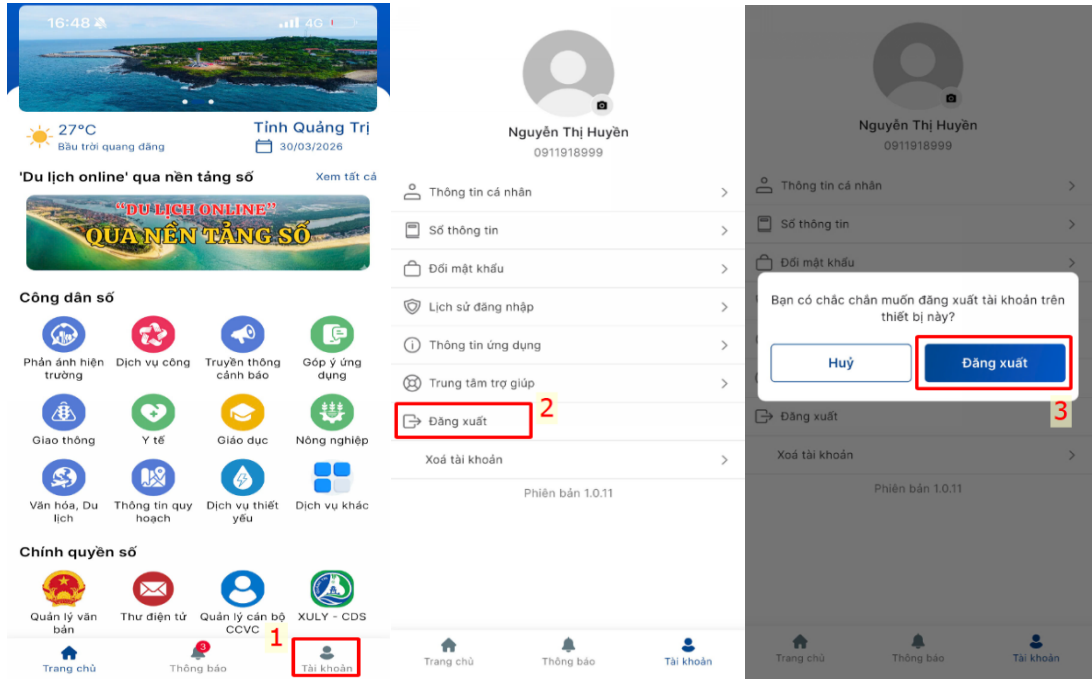 16:48
4G
27°C
Bầu trời quang đãng
Tỉnh Quảng Trị
30/03/2026
'Du lịch online' qua nền tảng số
Xem tất cả
“DU LỊCH ONLINE”
QUA NỀN TẢNG SỐ
Công dân số
Phản ánh hiện trường
Dịch vụ công
Truyền thông cảnh báo
Góp ý ứng dụng
Giao thông
Y tế
Giáo dục
Nông nghiệp
Văn hóa, Du lịch
Thông tin quy hoạch
Dịch vụ thiết yếu
Dịch vụ khác
Chính quyền số
Quản lý văn bản
Thư điện tử
Quản lý cán bộ CCVC
XULY - CDS
1
Trang chủ
3
Thông báo
Tài khoản
Nguyễn Thị Huyền
0911918999
Thông tin cá nhân
Số thông tin
Đổi mật khẩu
Lịch sử đăng nhập
Thông tin ứng dụng
Trung tâm trợ giúp
Đăng xuất
2
Xoá tài khoản
Phiên bản 1.0.11
Trang chủ
Thông báo
Tài khoản
Nguyễn Thị Huyền
0911918999
Thông tin cá nhân
Số thông tin
Đổi mật khẩu
Bạn có chắc chắn muốn đăng xuất tài khoản trên
thiết bị này?
Huỷ
Đăng xuất
3
Đăng xuất
Xoá tài khoản
Phiên bản 1.0.11
Trang chủ
Thông báo
Tài khoản